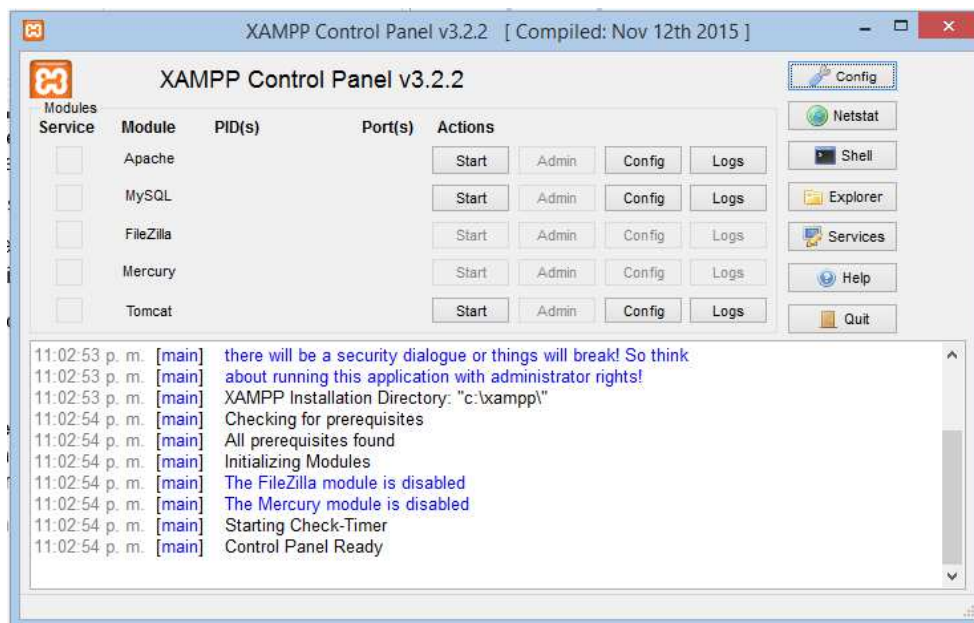 XAMPP Control Panel v3.2.2 [ Compiled: Nov 12th 2015 ]
XAMPP Control Panel v3.2.2
Config
Modules
Service Module PID(s) Port(s) Actions
Netstat
Apache Start Admin Config Logs
Shell
MySQL Start Admin Config Logs
Explorer
FileZilla Start Admin Config Logs
Services
Mercury Start Admin Config Logs
Help
Tomcat Start Admin Config Logs
Quit
11:02:53 p. m. [main] there will be a security dialogue or things will break! So think
11:02:53 p. m. [main] about running this application with administrator rights!
11:02:53 p. m. [main] XAMPP Installation Directory: "c:\xampp\"
11:02:54 p. m. [main] Checking for prerequisites
11:02:54 p. m. [main] All prerequisites found
11:02:54 p. m. [main] Initializing Modules
11:02:54 p. m. [main] The FileZilla module is disabled
11:02:54 p. m. [main] The Mercury module is disabled
11:02:54 p. m. [main] Starting Check-Timer
11:02:54 p. m. [main] Control Panel Ready